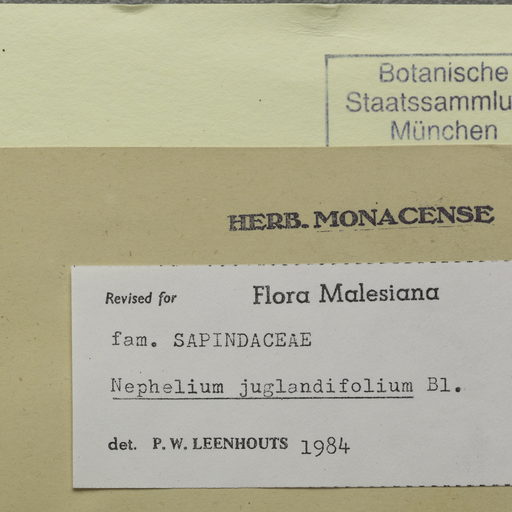 Botanische
Staatssammlu
München
HERB. MONACENSE
Revised for Flora Malesiana
fam. SAPINDACEAE
Nephelium juglandifolium Bl.
det. P. W. LEENHOUTS 1984